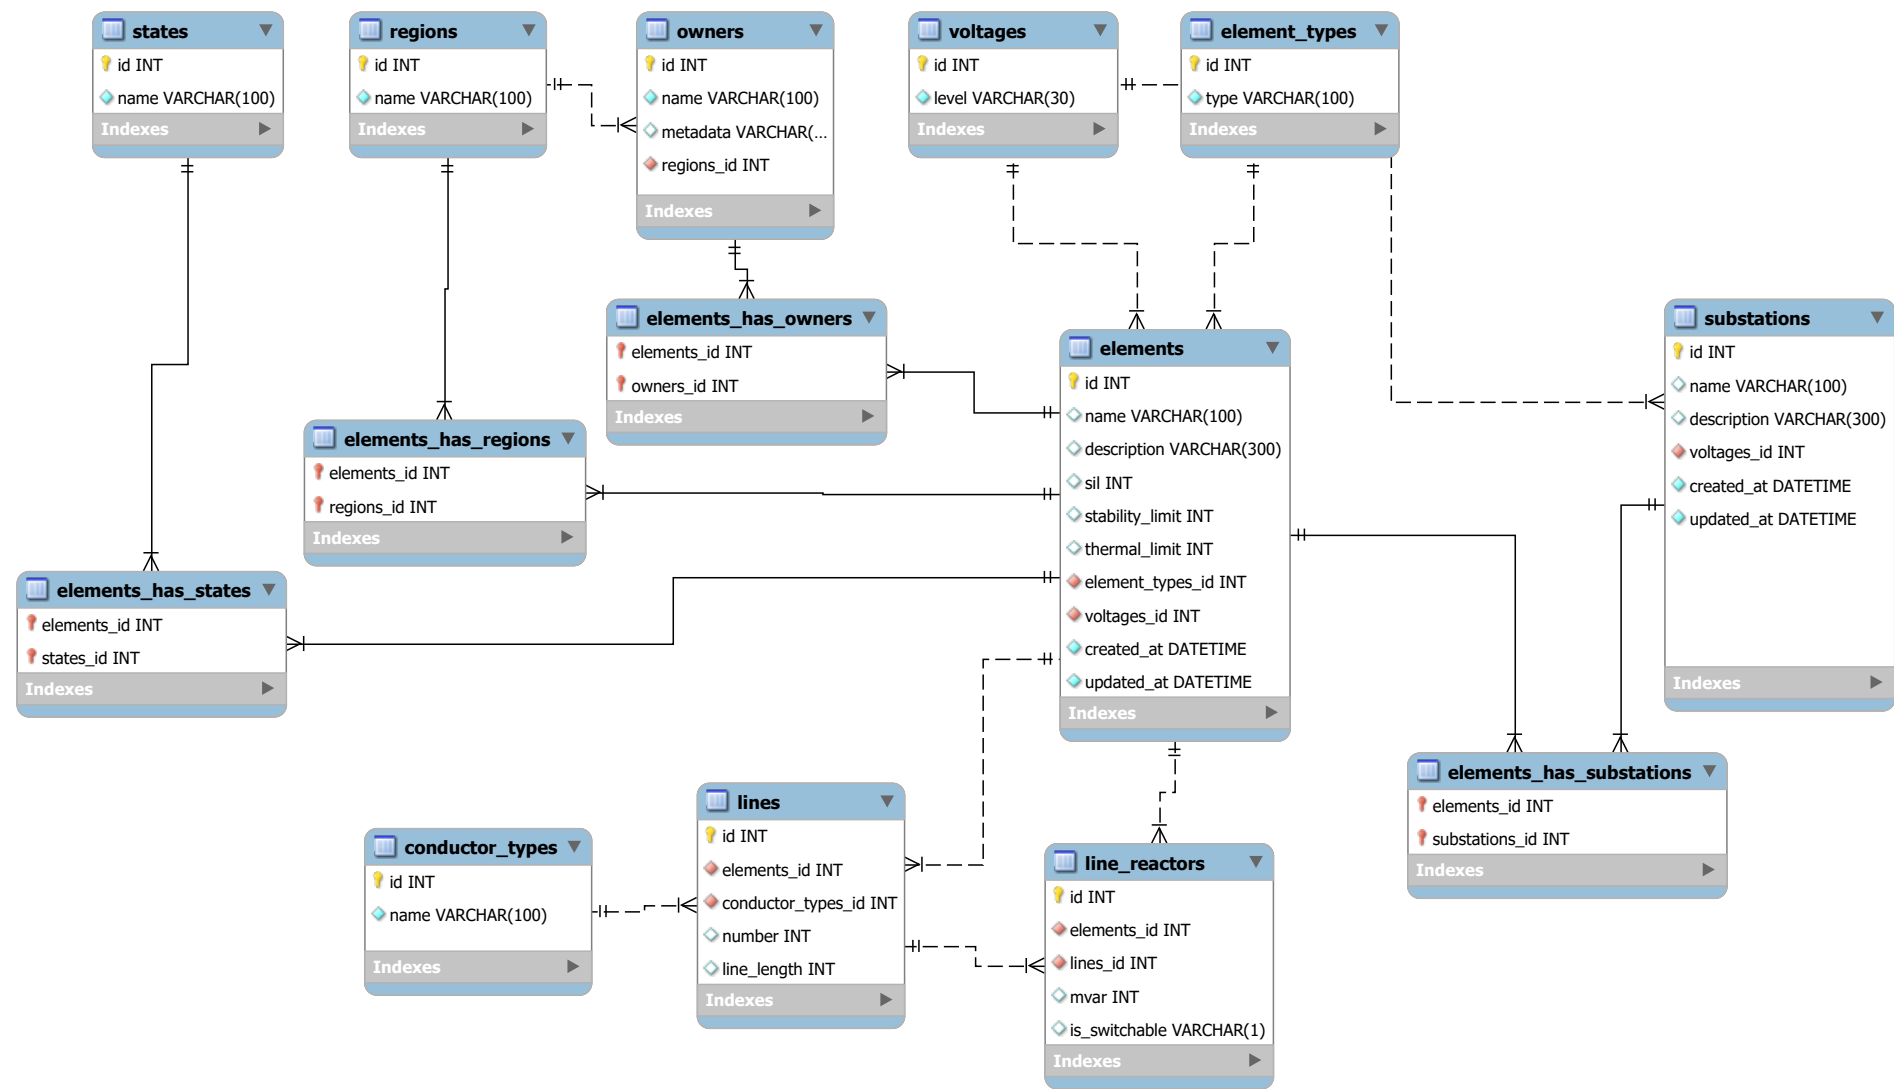 states
id INT
name VARCHAR(100)
Indexes
regions
id INT
name VARCHAR(100)
Indexes
owners
id INT
name VARCHAR(100)
metadata VARCHAR(...
regions_id INT
Indexes
voltages
id INT
level VARCHAR(30)
Indexes
element_types
id INT
type VARCHAR(100)
Indexes
elements_has_owners
elements_id INT
owners_id INT
Indexes
elements
id INT
name VARCHAR(100)
description VARCHAR(300)
sil INT
stability_limit INT
thermal_limit INT
element_types_id INT
voltages_id INT
created_at DATETIME
updated_at DATETIME
Indexes
substations
id INT
name VARCHAR(100)
description VARCHAR(300)
voltages_id INT
created_at DATETIME
updated_at DATETIME
Indexes
elements_has_regions
elements_id INT
regions_id INT
Indexes
elements_has_states
elements_id INT
states_id INT
Indexes
elements_has_substations
elements_id INT
substations_id INT
Indexes
lines
id INT
elements_id INT
conductor_types_id INT
number INT
line_length INT
Indexes
conductor_types
id INT
name VARCHAR(100)
Indexes
line_reactors
id INT
elements_id INT
lines_id INT
mvar INT
is_switchable VARCHAR(1)
Indexes